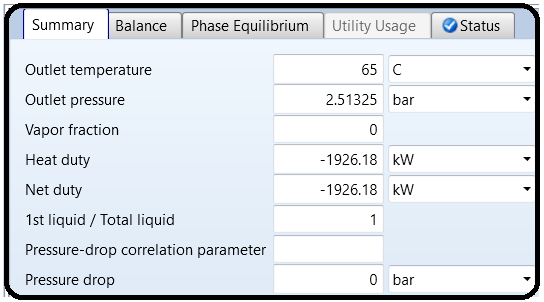 Summary Balance Phase Equilibrium Utility Usage Status
Outlet temperature 65 C
Outlet pressure 2.51325 bar
Vapor fraction 0
Heat duty -1926.18 kW
Net duty -1926.18 kW
1st liquid / Total liquid 1
Pressure-drop correlation parameter
Pressure drop 0 bar